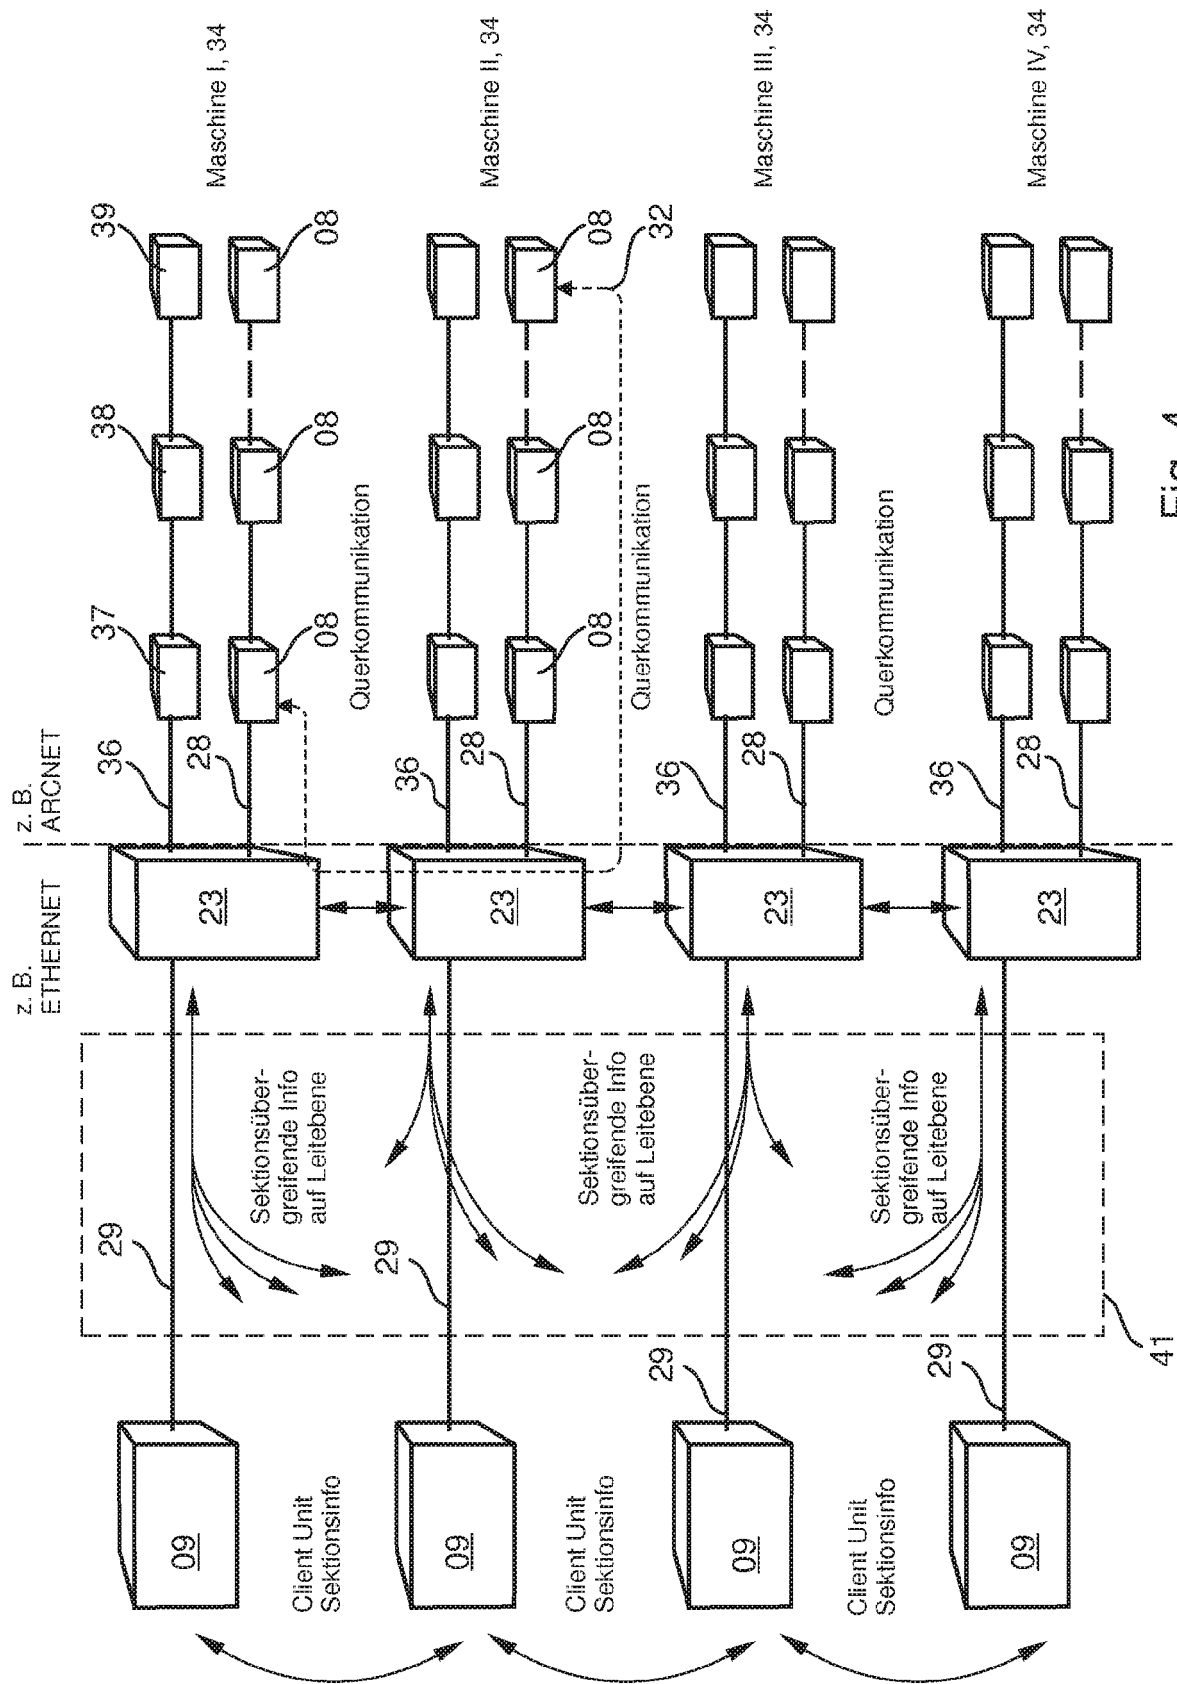 z. B.
ETHERNET
z. B.
ARCNET
09
29
23
36
37
38
39
28
08
08
08
Maschine I, 34
Client Unit
Sektionsinfo
Sektionsüber-
greifende Info
auf Leitebene
Querkommunikation
09
29
23
36
28
08
08
08
Maschine II, 34
32
Client Unit
Sektionsinfo
Sektionsüber-
greifende Info
auf Leitebene
Querkommunikation
09
29
23
36
28
Maschine III, 34
Client Unit
Sektionsinfo
Sektionsüber-
greifende Info
auf Leitebene
Querkommunikation
09
29
23
36
28
Maschine IV, 34
41
Fig. 4